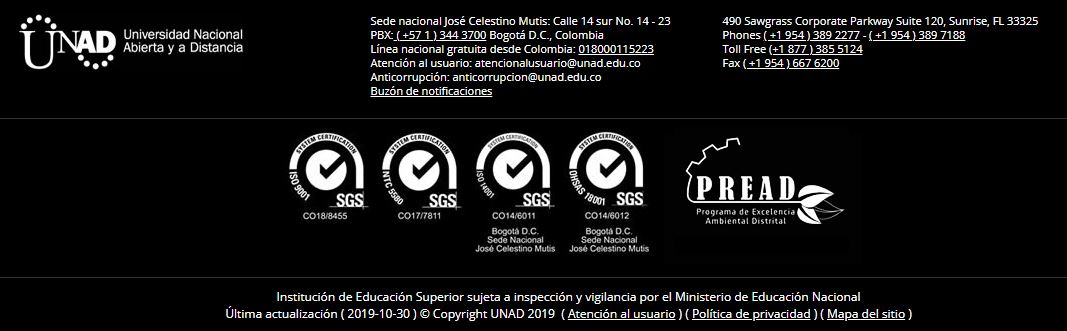 UNAD
Universidad Nacional
Abierta y a Distancia
Sede nacional José Celestino Mutis: Calle 14 sur No. 14 - 23
PBX: ( +57 1 ) 344 3700 Bogotá D.C., Colombia
Línea nacional gratuita desde Colombia: 018000115223
Atención al usuario: atencionalusuario@unad.edu.co
Anticorrupción: anticorrupcion@unad.edu.co
Buzón de notificaciones
490 Sawgrass Corporate Parkway Suite 120, Sunrise, FL 33325
Phones ( +1 954 ) 389 2277 - ( +1 954 ) 389 7188
Toll Free (+1 877 ) 385 5124
Fax ( +1 954 ) 667 6200
SYSTEM CERTIFICATION
ISO 9001
SGS
CO18/8455
SYSTEM CERTIFICATION
NTC 5580
SGS
CO17/7811
SYSTEM CERTIFICATION
ISO 14001
SGS
CO14/6011
Bogotá D.C.
Sede Nacional
José Celestino Mutis
SYSTEM CERTIFICATION
OHSAS 18001
SGS
CO14/6012
Bogotá D.C.
Sede Nacional
José Celestino Mutis
PREAD
Programa de Excelencia
Ambiental Distrital
Institución de Educación Superior sujeta a inspección y vigilancia por el Ministerio de Educación Nacional
Última actualización ( 2019-10-30 ) © Copyright UNAD 2019 ( Atención al usuario ) ( Política de privacidad ) ( Mapa del sitio )